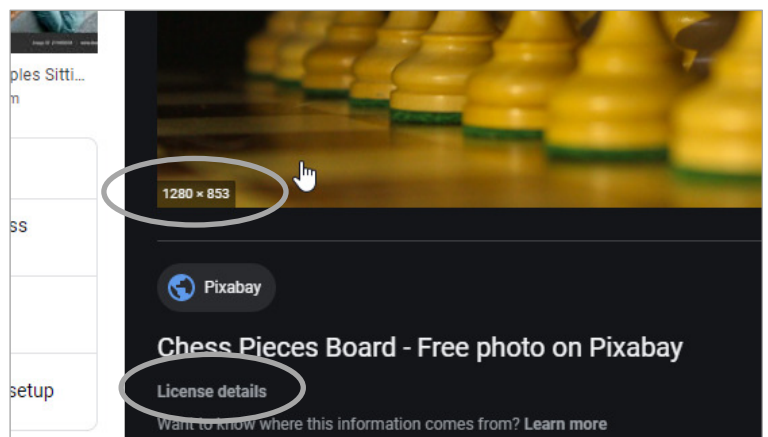 ples Sitti...
m
ss
setup
1280 × 853
Pixabay
Chess Pieces Board - Free photo on Pixabay
License details
Want to know where this information comes from? Learn more